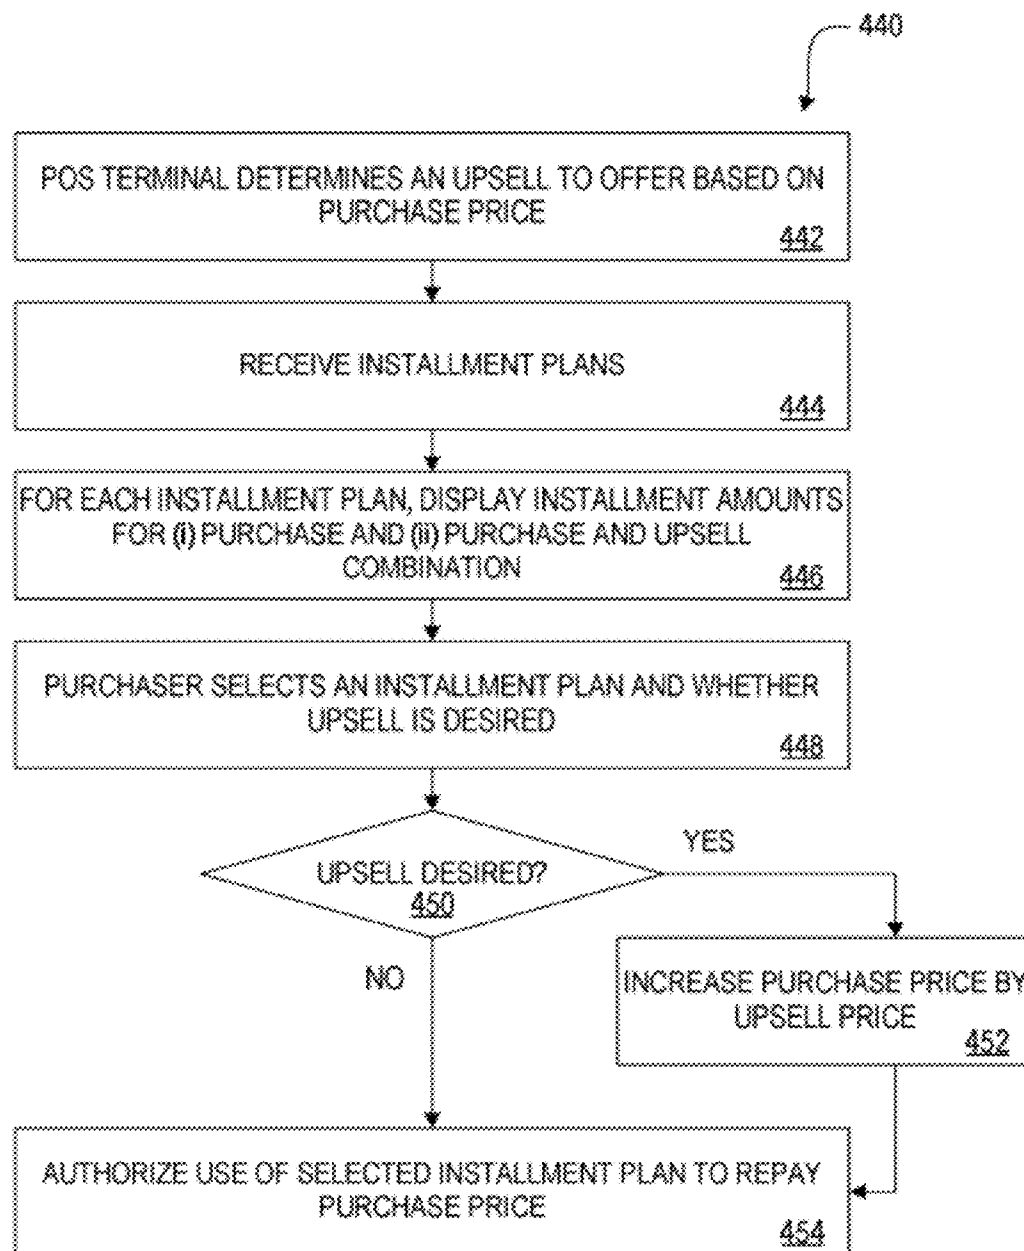 440
POS TERMINAL DETERMINES AN UPSELL TO OFFER BASED ON
PURCHASE PRICE
442
RECEIVE INSTALLMENT PLANS
444
FOR EACH INSTALLMENT PLAN, DISPLAY INSTALLMENT AMOUNTS
FOR (i) PURCHASE AND (ii) PURCHASE AND UPSELL
COMBINATION
446
PURCHASER SELECTS AN INSTALLMENT PLAN AND WHETHER
UPSELL IS DESIRED
448
YES
UPSELL DESIRED?
450
NO
INCREASE PURCHASE PRICE BY
UPSELL PRICE
452
AUTHORIZE USE OF SELECTED INSTALLMENT PLAN TO REPAY
PURCHASE PRICE
454